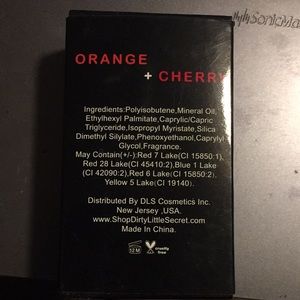 ORANGE
+ CHERRY
Ingredients:Polyisobutene,Mineral Oil,
Ethylhexyl Palmitate,Caprylic/Capric
Triglyceride,Isopropyl Myristate,Silica
Dimethyl Silylate,Phenoxyethanol,Caprylyl
Glycol,Fragrance.
May Contain(+/-):Red 7 Lake(CI 15850:1),
Red 28 Lake(CI 45410:2),Blue 1 Lake
(CI 42090:2),Red 6 Lake(CI 15850:2),
Yellow 5 Lake(CI 19140).
Distributed By DLS Cosmetics Inc.
New Jersey ,USA.
www.ShopDirtyLittleSecret.com
Made In China.
12M
cruelty
free